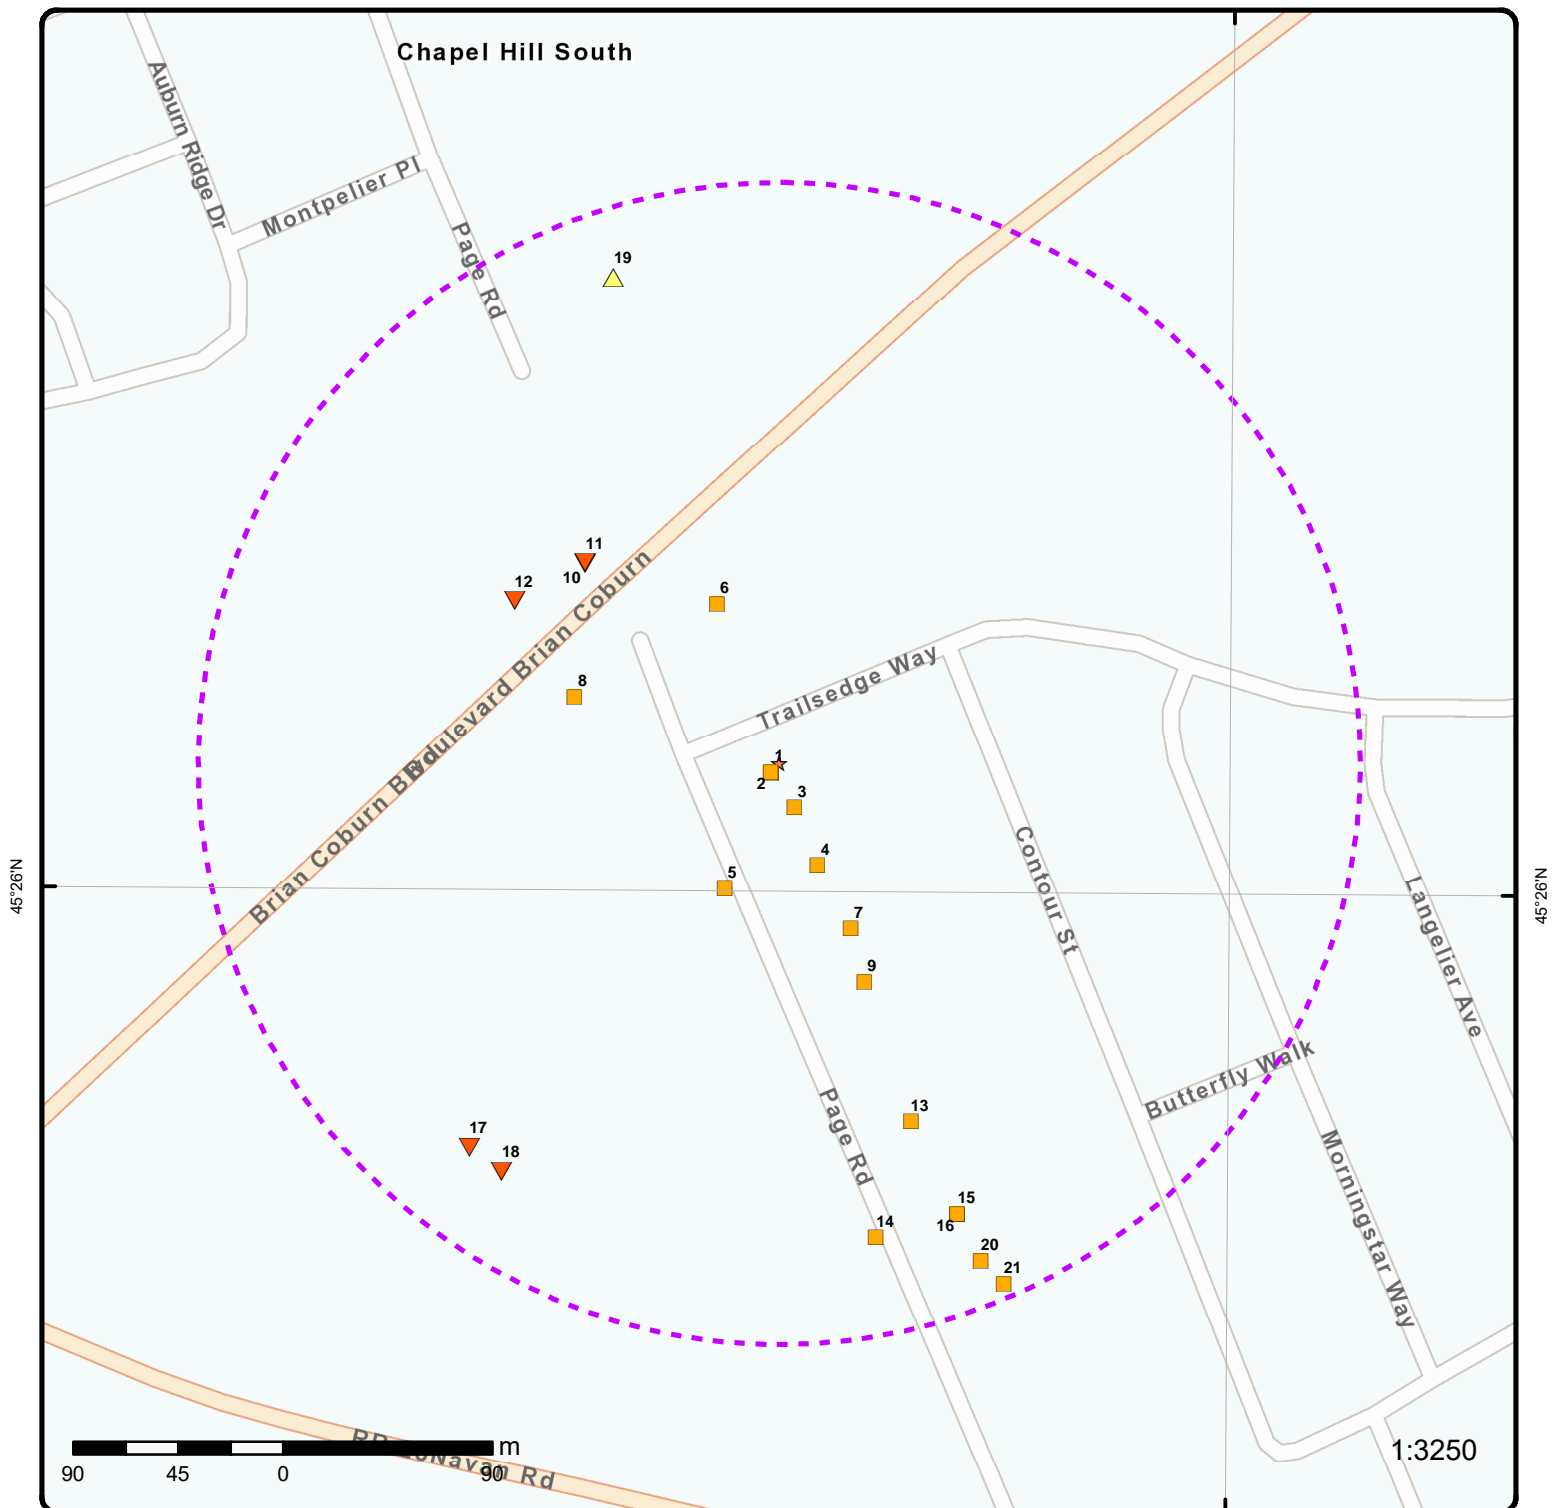 Chapel Hill South
Auburn Ridge Dr
Montpelier Pl
Page Rd
19
11
10
12
6
Boulevard Brian Coburn
8
Trailsedge Way
1
2
3
Brian Coburn Blvd
4
5
45°26'N
45°26'N
Contour St
7
Langelier Ave
9
Butterfly Walk
13
Page Rd
17
18
Morningstar Way
15
16
14
20
21
Navan Rd
m
1:3250
90 45 0 90